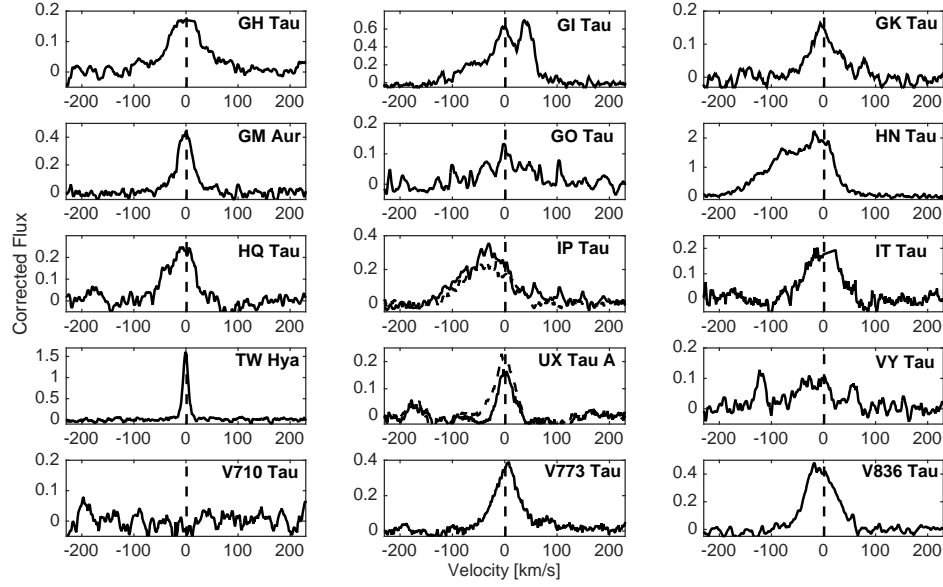 0.2 GH Tau
0
-200 -100 0 100 200
0.6 GI Tau
0.4
0.2
0
-200 -100 0 100 200
0.2 GK Tau
0.1
0
-200 -100 0 100 200
0.4 GM Aur
0.2
0
-200 -100 0 100 200
0.2 GO Tau
0.1
0
-200 -100 0 100 200
2 HN Tau
1
0
-200 -100 0 100 200
Corrected Flux
HQ Tau
0.2
0
-200 -100 0 100 200
0.4 IP Tau
0.2
0
-200 -100 0 100 200
0.2 IT Tau
0.1
0
-200 -100 0 100 200
1.5 TW Hya
1
0.5
0
-200 -100 0 100 200
UX Tau A
0.2
0
-200 -100 0 100 200
0.2 VY Tau
0.1
0
-200 -100 0 100 200
0.2 V710 Tau
0.1
0
-200 -100 0 100 200
0.4 V773 Tau
0.2
0
-200 -100 0 100 200
V836 Tau
0.4
0.2
0
-200 -100 0 100 200
Velocity [km/s]